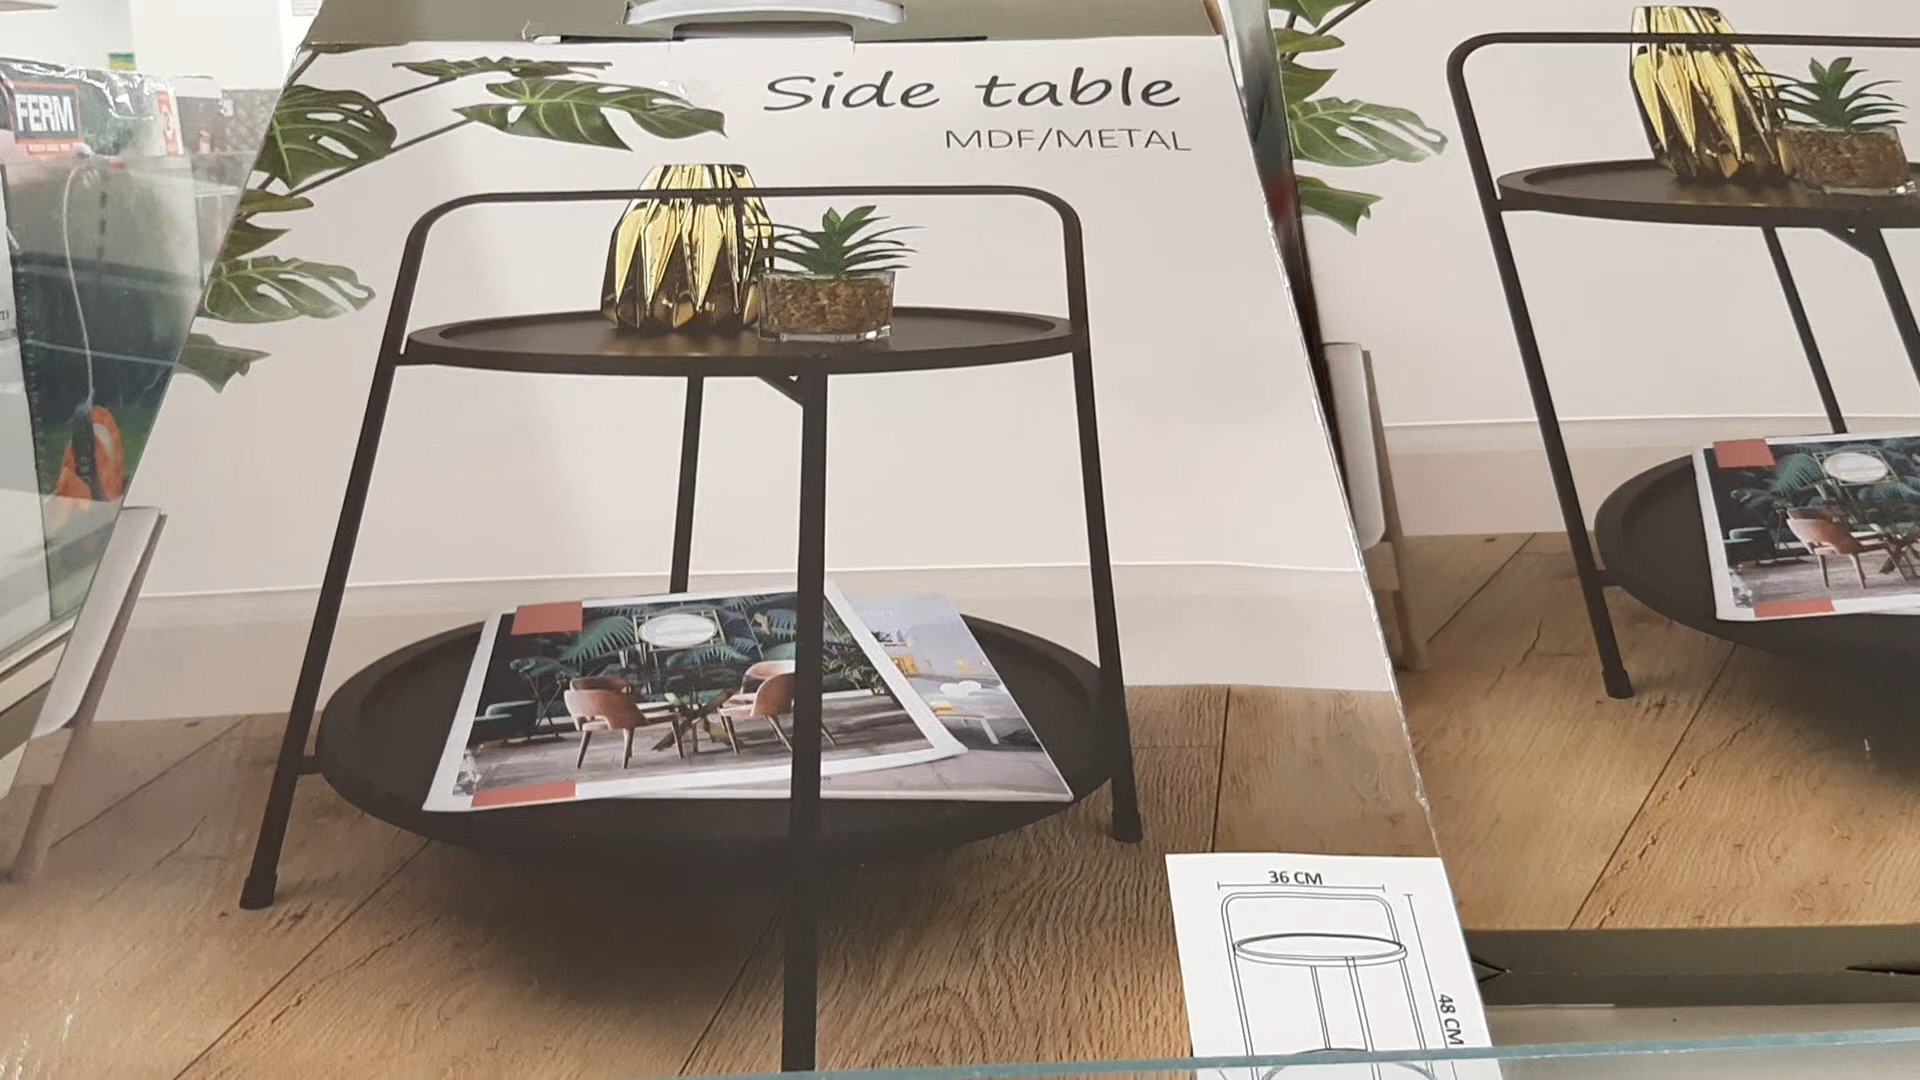 Side table
MDF/METAL
FERM
36 CM
48 CM